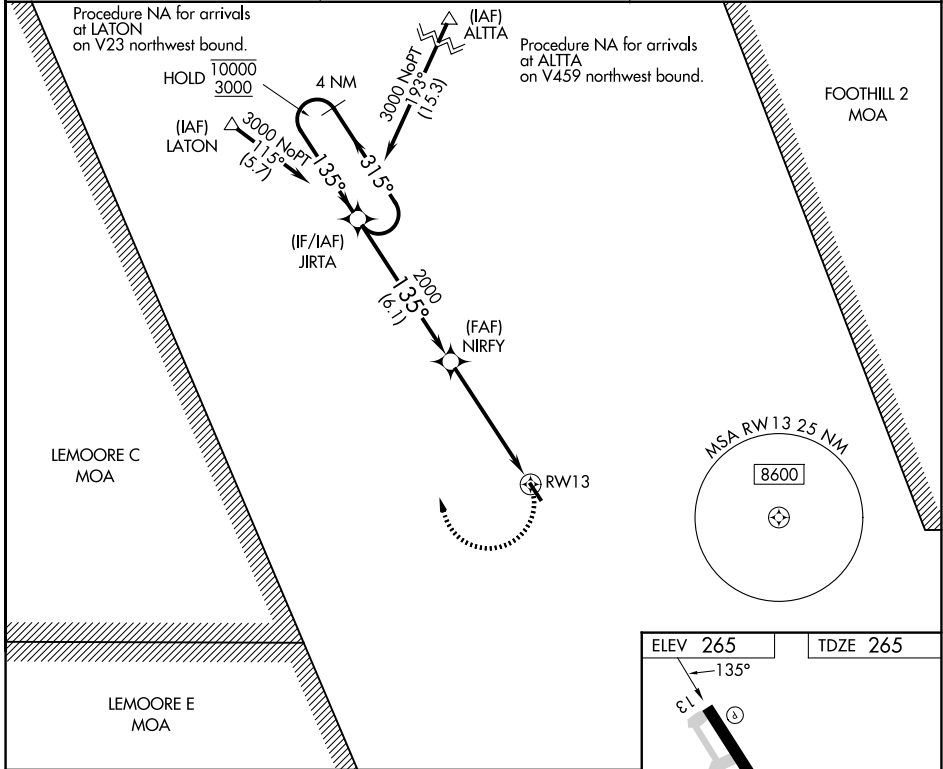 Procedure NA for arrivals
at LATON
on V23 northwest bound.
(IAF)
ALTTA
Procedure NA for arrivals
at ALTTA
on V459 northwest bound.
HOLD 10000
3000
4 NM
3000 NoPT
193°
(15.3)
FOOTHILL 2
MOA
(IAF)
LATON
3000 NoPT
115°
(5.7)
135°
315°
(IF/IAF)
JIRTA
2000
135°
(6.1)
(FAF)
NIRFY
LEMOORE C
MOA
MSA RW13 25 NM
8600
RW13
ELEV 265
TDZE 265
135°
13
P
LEMOORE E
MOA